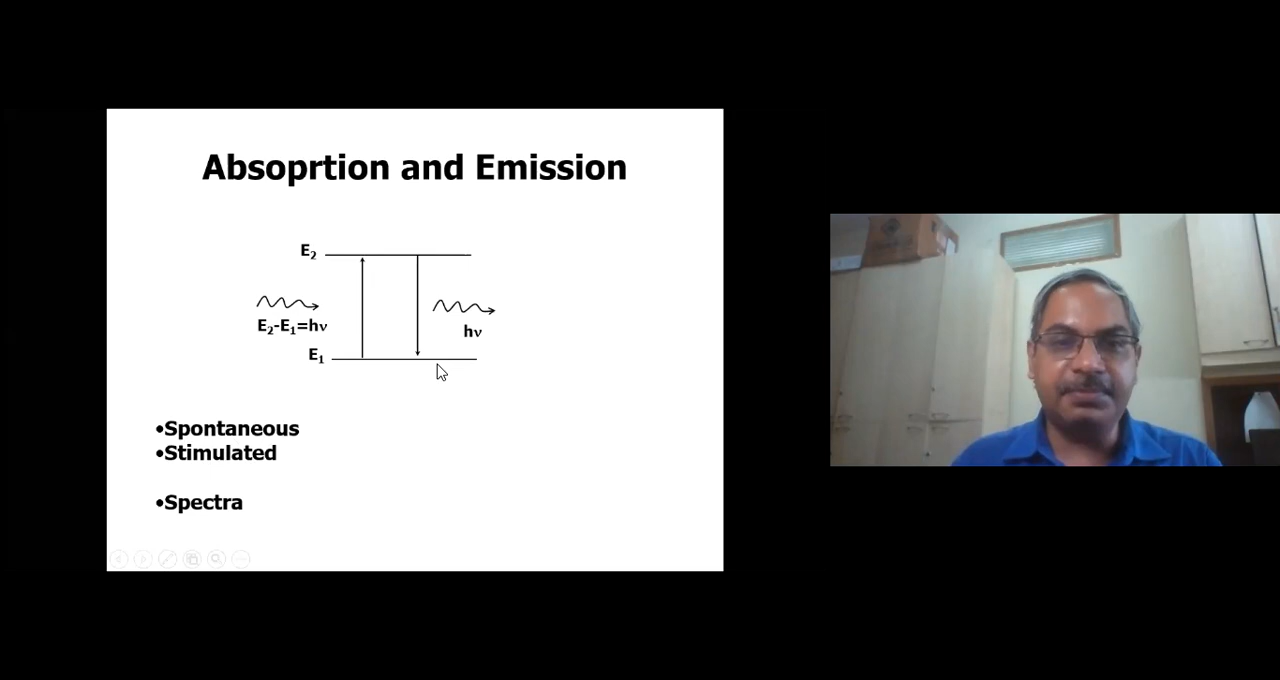 Absoprtion and Emission
E₂
E₂-E₁=hν
hν
E₁
•Spontaneous
•Stimulated
•Spectra